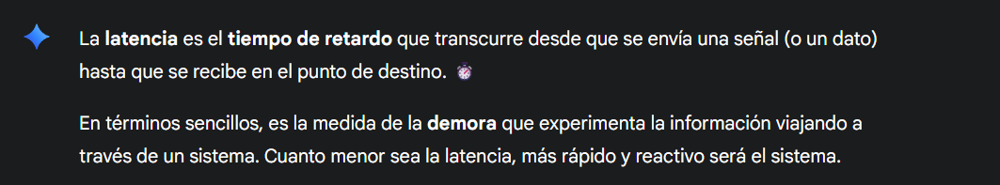 La latencia es el tiempo de retardo que transcurre desde que se envía una señal (o un dato)
hasta que se recibe en el punto de destino. ⏱️
En términos sencillos, es la medida de la demora que experimenta la información viajando a
través de un sistema. Cuanto menor sea la latencia, más rápido y reactivo será el sistema.